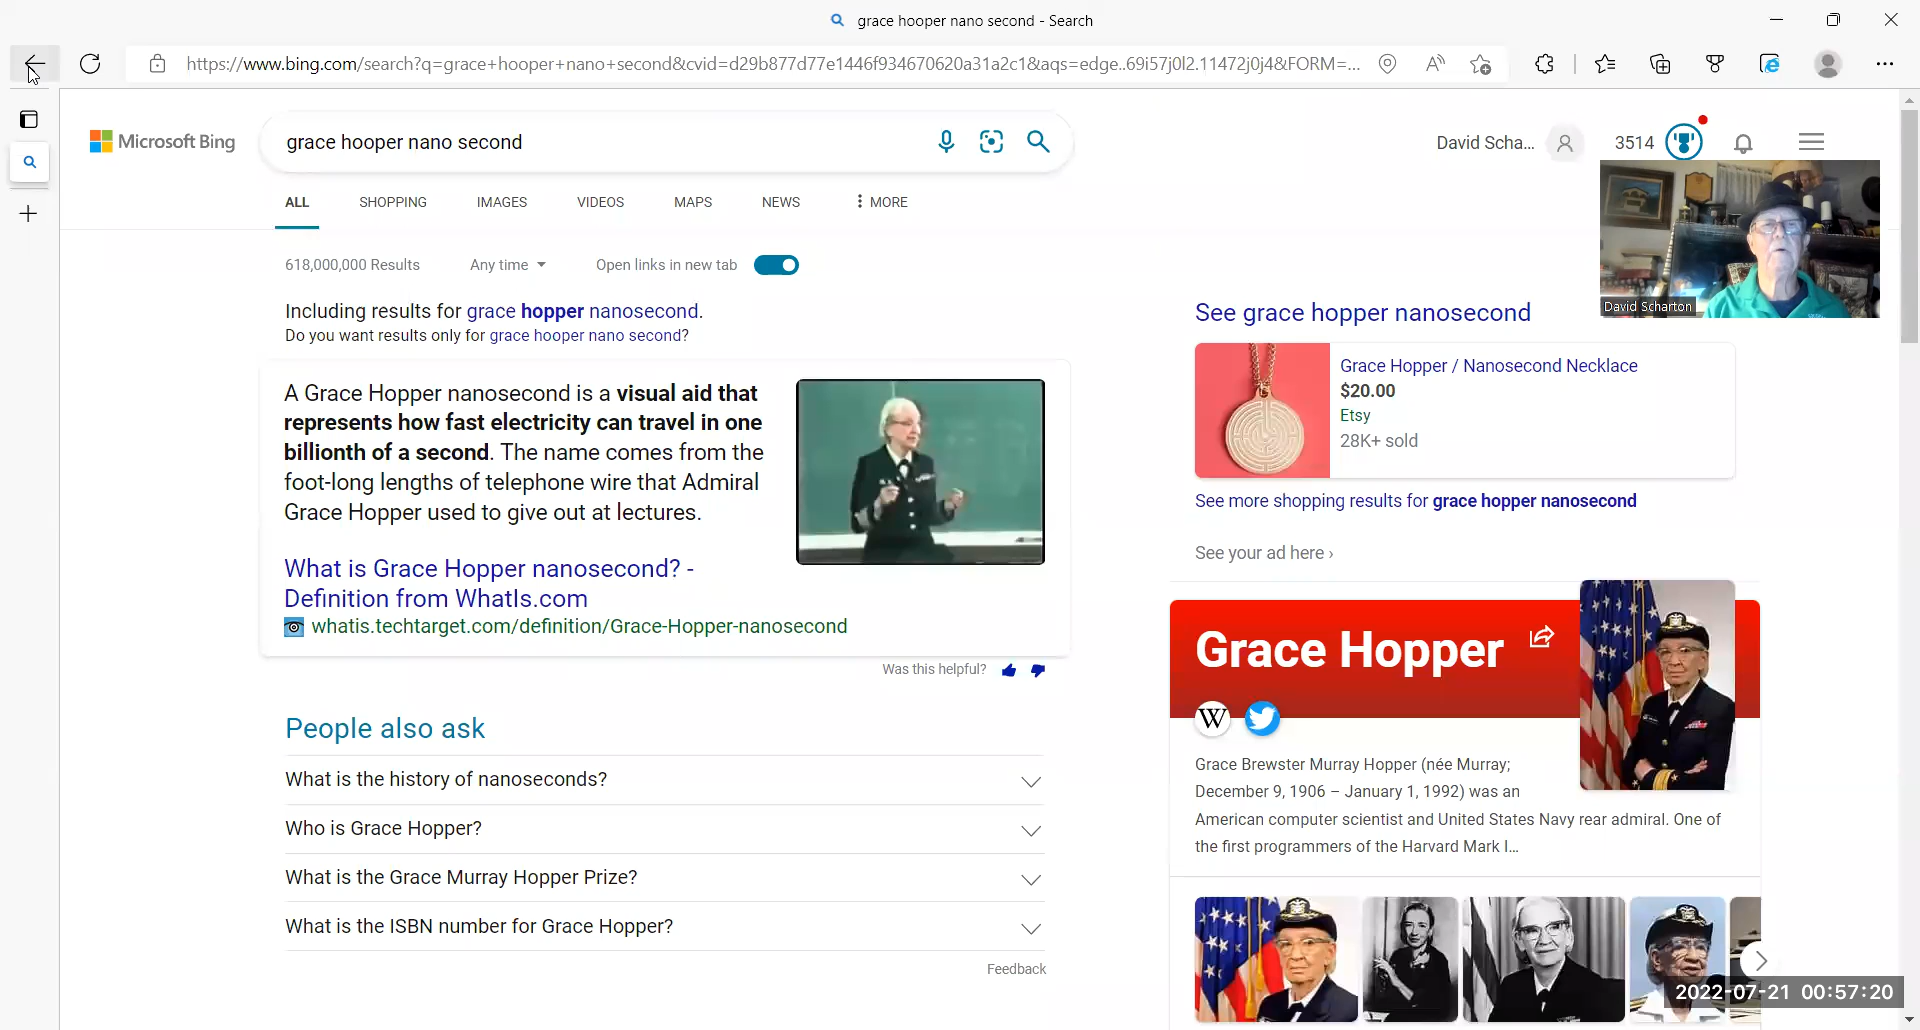 grace hooper nano second - Search
https://www.bing.com/search?q=grace+hooper+nano+second&cvid=d29b877d77e1446f934670620a31a2c1&aqs=edge..69i57j0l2.11472j0j4&FORM=...
Microsoft Bing
grace hooper nano second
David Scha...
3514
ALL
SHOPPING
IMAGES
VIDEOS
MAPS
NEWS
MORE
618,000,000 Results
Any time
Open links in new tab
Including results for grace hopper nanosecond.
Do you want results only for grace hooper nano second?
A Grace Hopper nanosecond is a visual aid that
represents how fast electricity can travel in one
billionth of a second. The name comes from the
foot-long lengths of telephone wire that Admiral
Grace Hopper used to give out at lectures.
What is Grace Hopper nanosecond? -
Definition from WhatIs.com
whatis.techtarget.com/definition/Grace-Hopper-nanosecond
Was this helpful?
People also ask
What is the history of nanoseconds?
Who is Grace Hopper?
What is the Grace Murray Hopper Prize?
What is the ISBN number for Grace Hopper?
Feedback
David Scharton
See grace hopper nanosecond
Grace Hopper / Nanosecond Necklace
$20.00
Etsy
28K+ sold
See more shopping results for grace hopper nanosecond
See your ad here ›
Grace Hopper
W
Grace Brewster Murray Hopper (née Murray;
December 9, 1906 – January 1, 1992) was an
American computer scientist and United States Navy rear admiral. One of
the first programmers of the Harvard Mark I...
2022-07-21 00:57:20